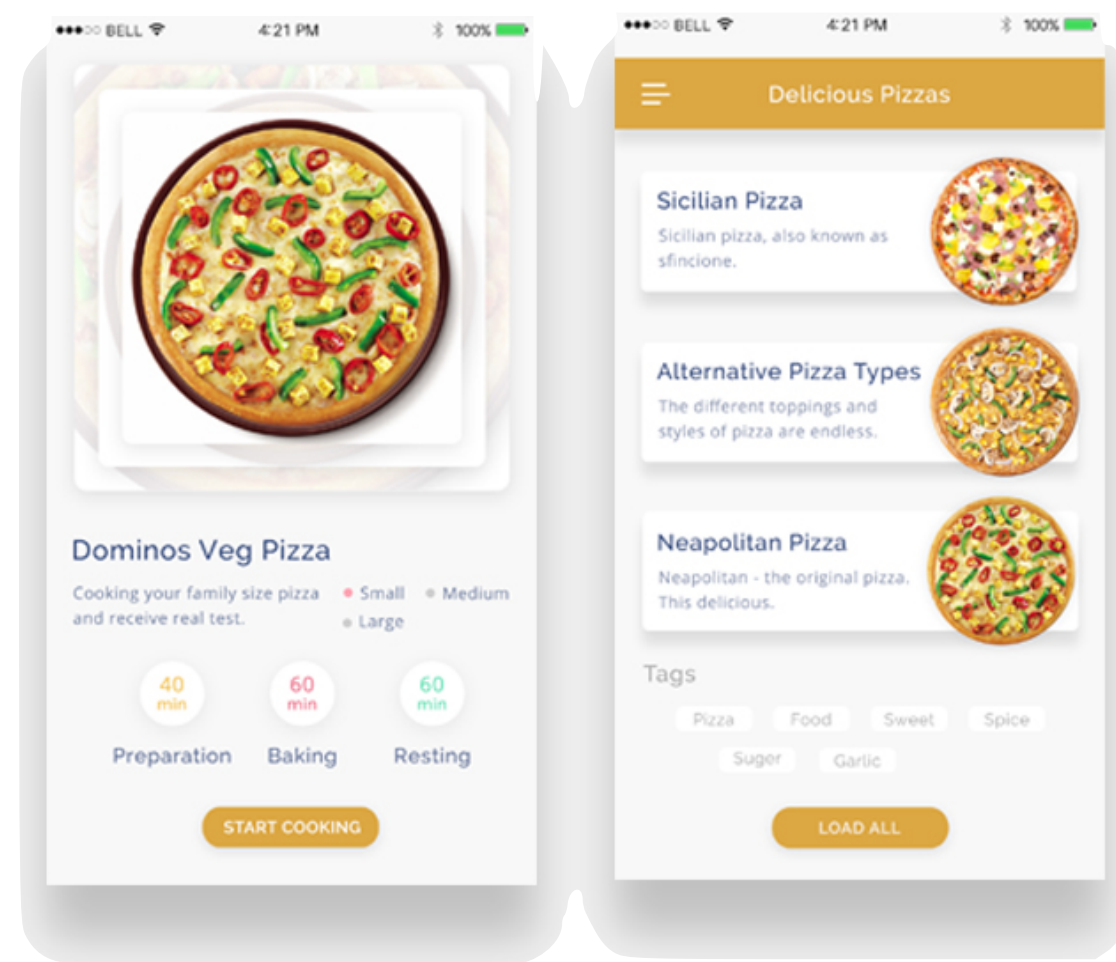 BELL 4:21 PM 100%
Dominos Veg Pizza
Cooking your family size pizza
and receive real test.
Small Medium
Large
40 min
60 min
60 min
Preparation Baking Resting
START COOKING
BELL 4:21 PM 100%
Delicious Pizzas
Sicilian Pizza
Sicilian pizza, also known as
sfincione.
Alternative Pizza Types
The different toppings and
styles of pizza are endless.
Neapolitan Pizza
Neapolitan - the original pizza.
This delicious.
Tags
Pizza Food Sweet Spice
Suger Garlic
LOAD ALL